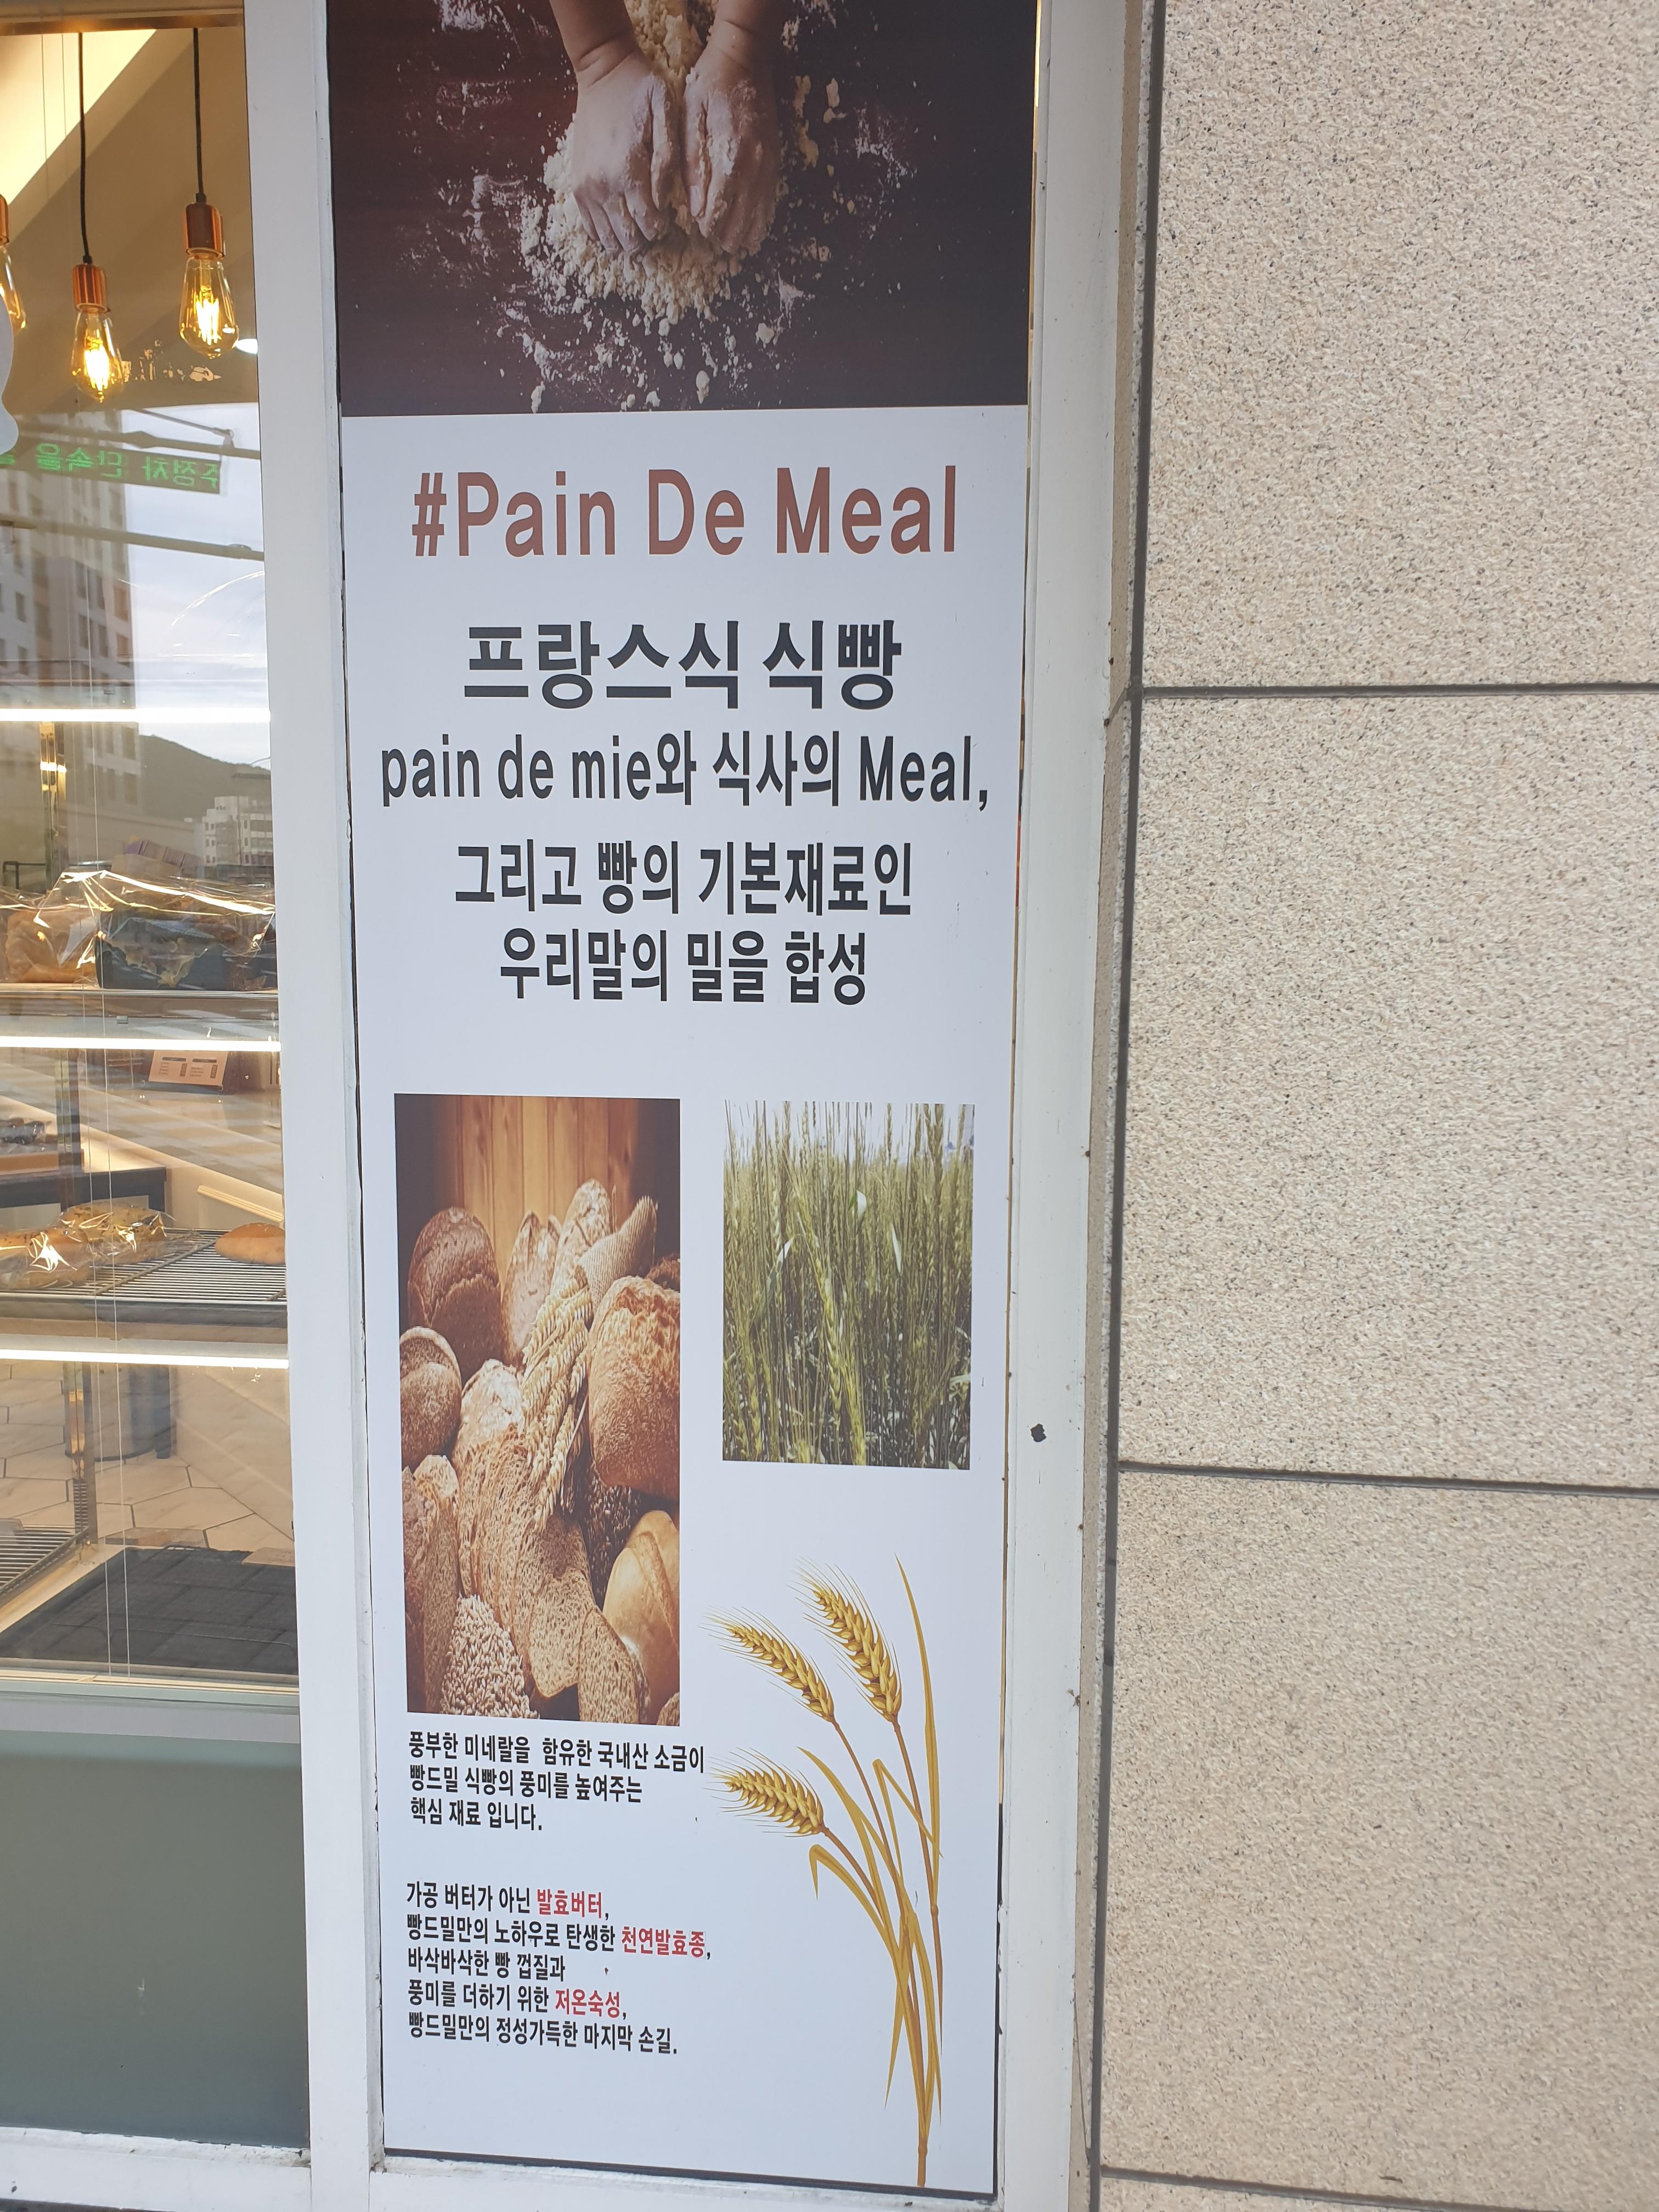 #Pain De Meal
프랑스식 식빵
pain de mie와 식사의 Meal,
그리고 빵의 기본재료인
우리말의 밀을 합성
풍부한 미네랄을 함유한 국내산 소금이
빵드밀 식빵의 풍미를 높여주는
핵심 재료 입니다.
가공 버터가 아닌 발효버터,
빵드밀만의 노하우로 탄생한 천연발효종,
바삭바삭한 빵 껍질과
풍미를 더하기 위한 저온숙성,
빵드밀만의 정성가득한 마지막 손길.
주정차 단속을